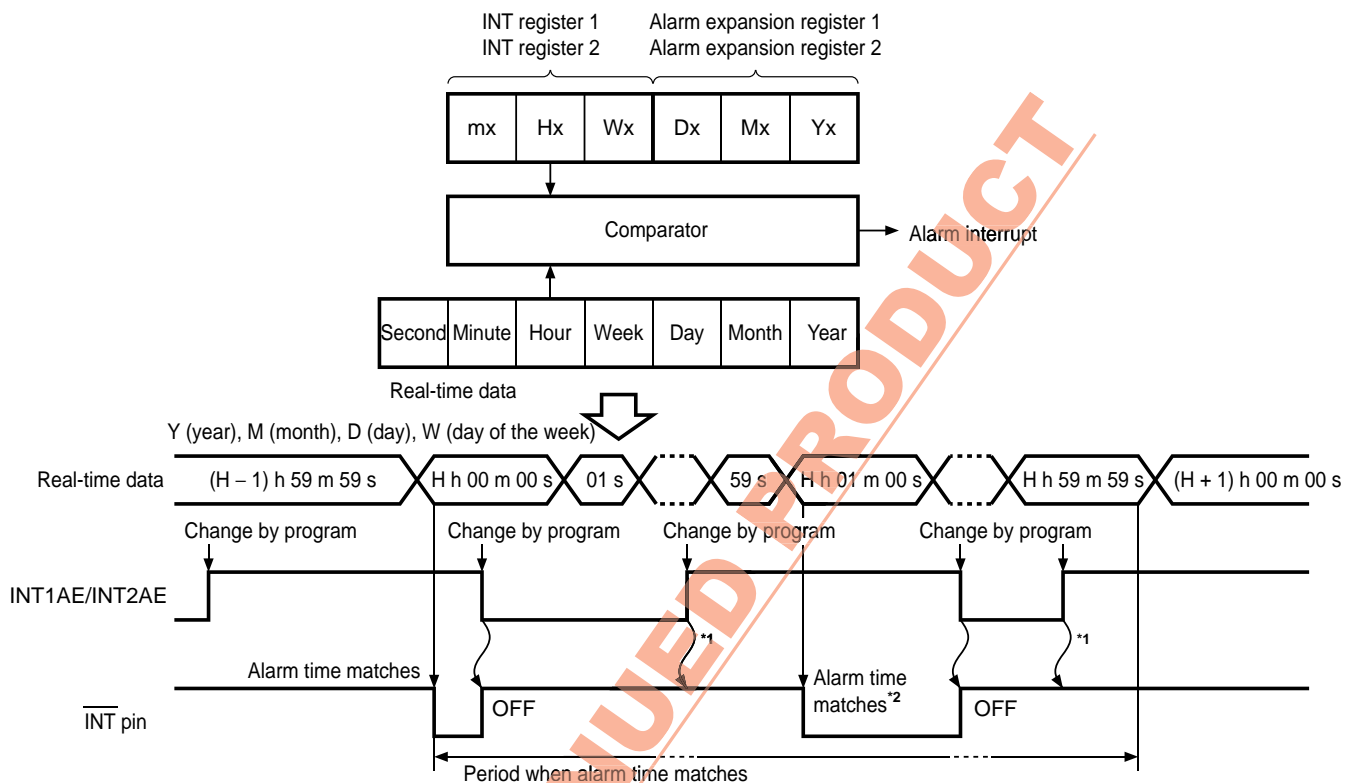 INT register 1
INT register 2
Alarm expansion register 1
Alarm expansion register 2
mx Hx Wx Dx Mx Yx
Comparator
Alarm interrupt
Second Minute Hour Week Day Month Year
Real-time data
Y (year), M (month), D (day), W (day of the week)
Real-time data
(H − 1) h 59 m 59 s
H h 00 m 00 s
01 s
59 s
H h 01 m 00 s
H h 59 m 59 s
(H + 1) h 00 m 00 s
Change by program
Change by program
Change by program
Change by program
INT1AE/INT2AE
*1
*1
Alarm time matches
Alarm time
matches*2
INT pin
OFF
OFF
Period when alarm time matches
UED PRODUCT